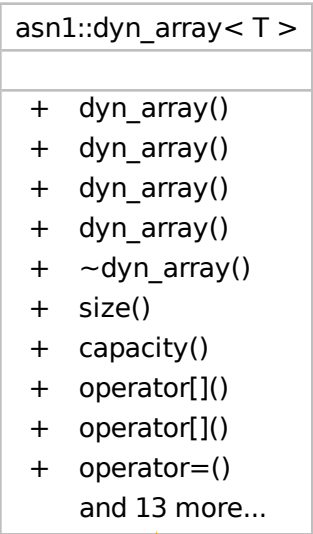 asn1::dyn_array< T >
+ dyn_array()
+ dyn_array()
+ dyn_array()
+ dyn_array()
+ ~dyn_array()
+ size()
+ capacity()
+ operator[]()
+ operator[]()
+ operator=()
and 13 more...